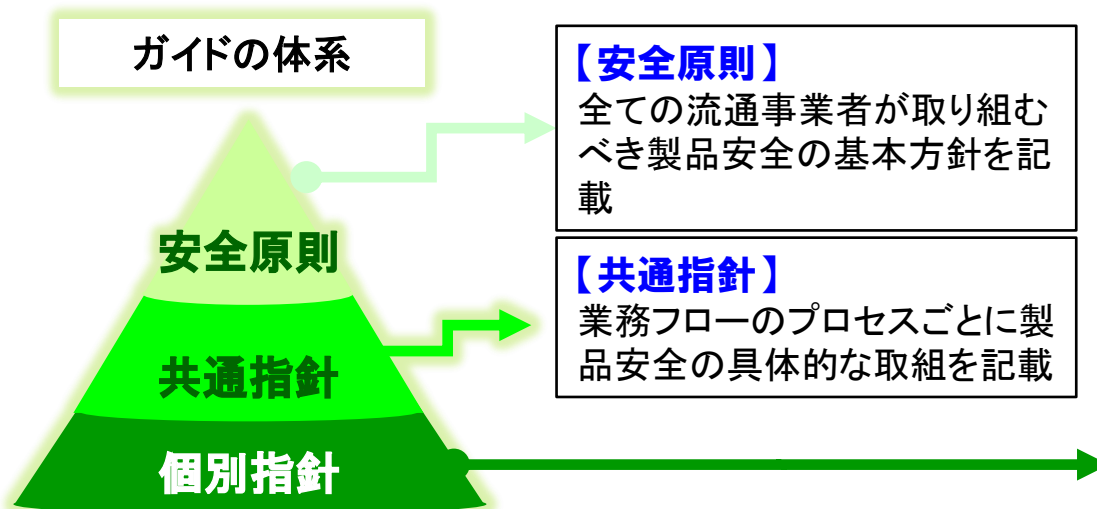 ガイドの体系
【安全原則】
全ての流通事業者が取り組む
べき製品安全の基本方針を記
載
安全原則
【共通指針】
業務フローのプロセスごとに製
品安全の具体的な取組を記載
共通指針
個別指針